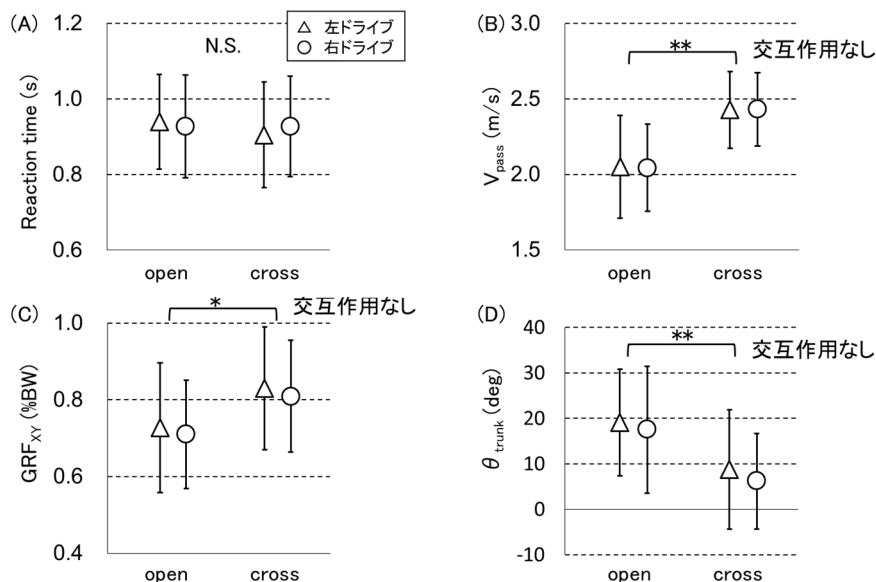 (A)
1.2
1.0
0.8
0.6
Reaction time (s)
N.S.
左ドライブ
右ドライブ
open cross
(B)
3.0
2.5
2.0
1.5
Vpass (m/s)
**
交互作用なし
open cross
(C)
1.0
0.8
0.6
0.4
GRFXY (%BW)
*
交互作用なし
open cross
(D)
40
30
20
10
0
-10
θ trunk (deg)
**
交互作用なし
open cross